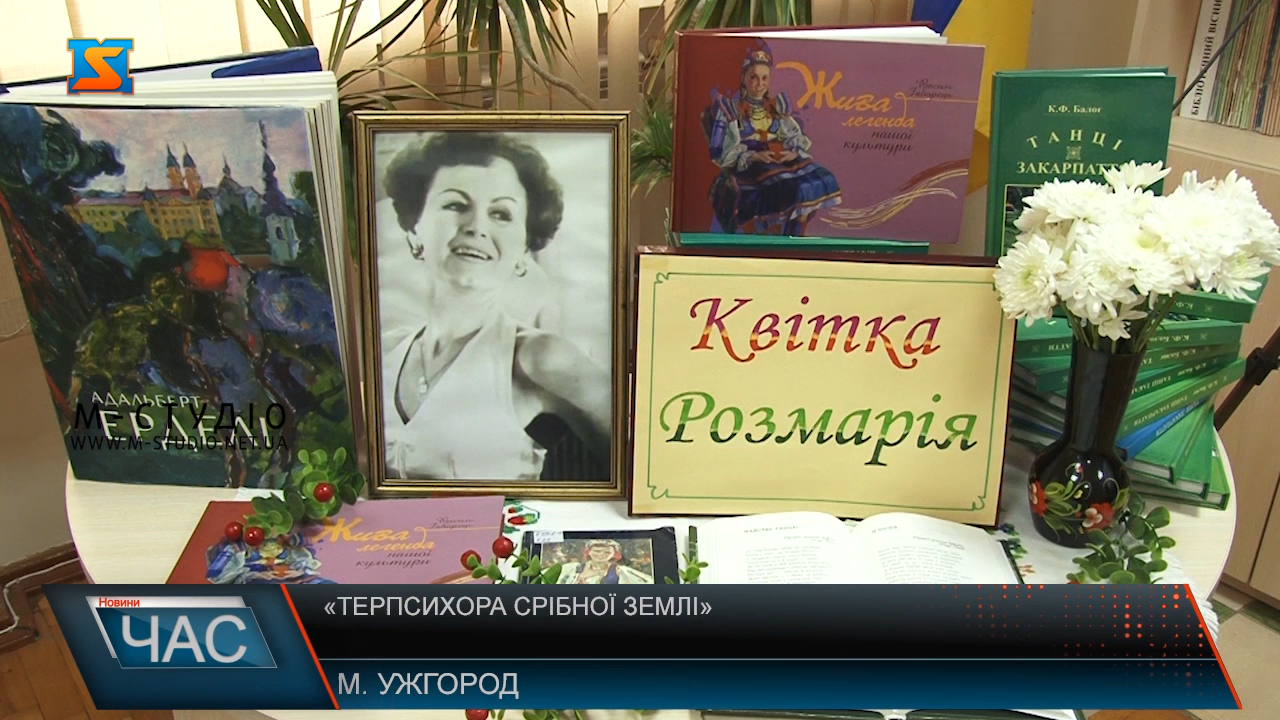 MS
Жива
легенда
нашої
культури
К.Ф. Балог
ТАНЦІ
ЗАКАРПАТТЯ
Квітка
Розмарія
АДАЛЬБЕРТ
ЕРДЕЛІ
М-СТУДІО
WWW.M-STUDIO.NET.UA
Жива
легенда
нашої
культури
Новини
ЧАС
«ТЕРПСИХОРА СРІБНОЇ ЗЕМЛІ»
М. УЖГОРОД